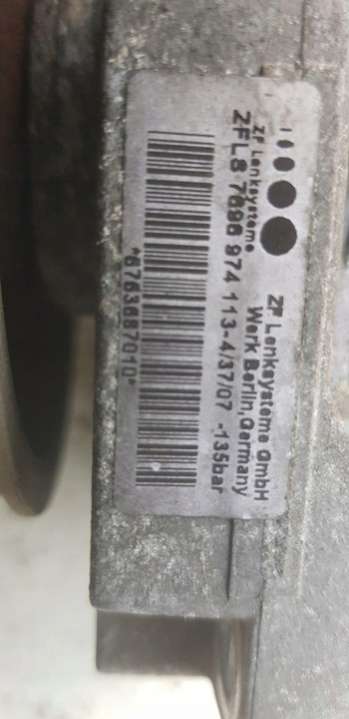 ZF Lenksysteme GmbH
Werk Berlin, Germany
ZF Lenksysteme
ZFLS 7696 974 113-4/37/07 -135bar
*6763687010*